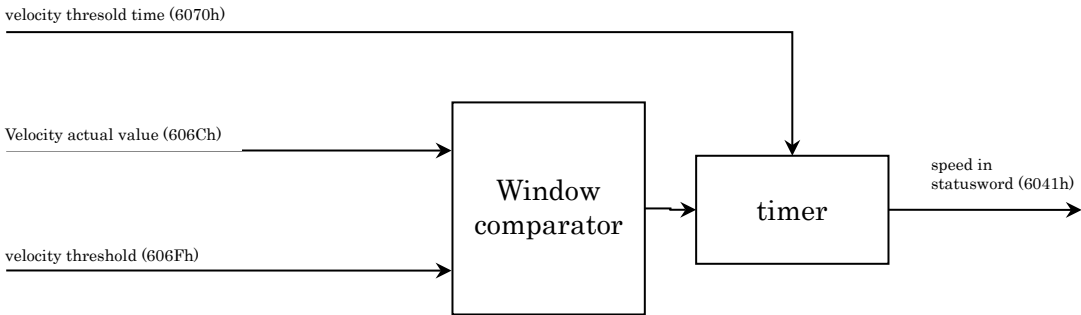 velocity thresold time (6070h)
Velocity actual value (606Ch)
velocity threshold (606Fh)
Window
comparator
timer
speed in
statusword (6041h)